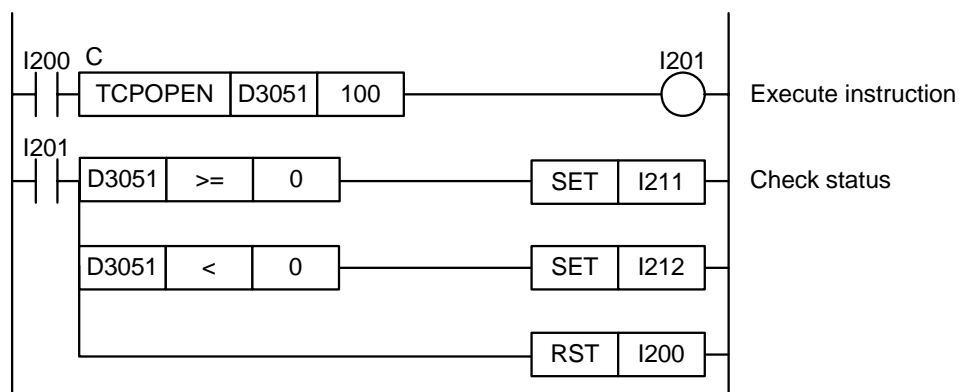 I200 C I201
TCPOPEN D3051 100 Execute instruction
I201
D3051 >= 0 SET I211 Check status
D3051 < 0 SET I212
RST I200